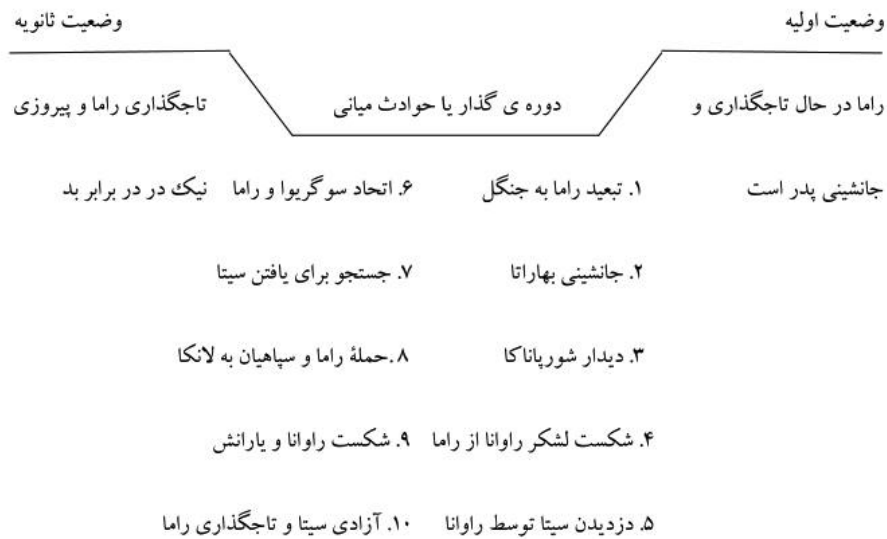 وضعیت اولیه
وضعیت ثانویه
راما در حال تاجگذاری و
دوره ی گذار یا حوادث میانی
تاجگذاری راما و پیروزی
جانشینی پدر است
۱. تبعید راما به جنگل
۶. اتحاد سوگریوا و راما
نیک در در برابر بد
۲. جانشینی بهاراتا
۷. جستجو برای یافتن سیتا
۳. دیدار شورپاناکا
۸.حملۀ راما و سپاهیان به لانکا
۴. شکست لشکر راوانا از راما
۹. شکست راوانا و یارانش
۵. دزدیدن سیتا توسط راوانا
۱۰. آزادی سیتا و تاجگذاری راما